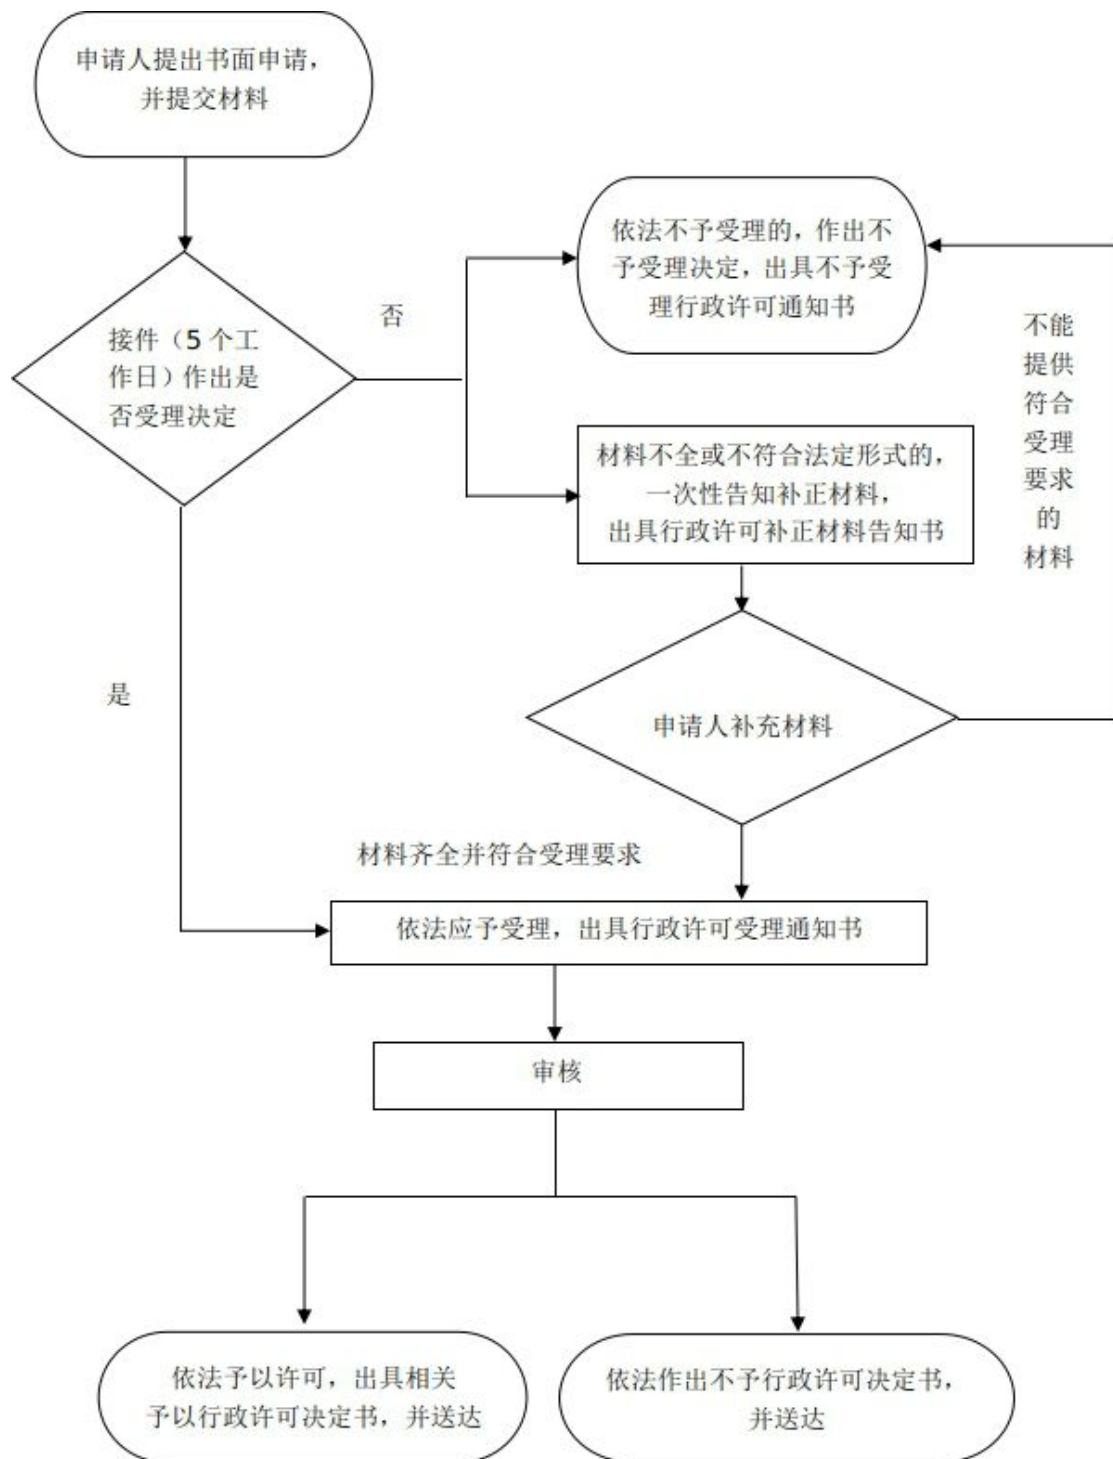 申请人提出书面申请，
并提交材料
依法不予受理的，作出不
予受理决定，出具不予受
理行政许可通知书
否
接件（5 个工
作日）作出是
否受理决定
不能
提供
符合
受理
要求
的
材料
材料不全或不符合法定形式的，
一次性告知补正材料，
出具行政许可补正材料告知书
是
申请人补充材料
材料齐全并符合受理要求
依法应予受理，出具行政许可受理通知书
审核
依法予以许可，出具相关
予以行政许可决定书，并送达
依法作出不予行政许可决定书，
并送达